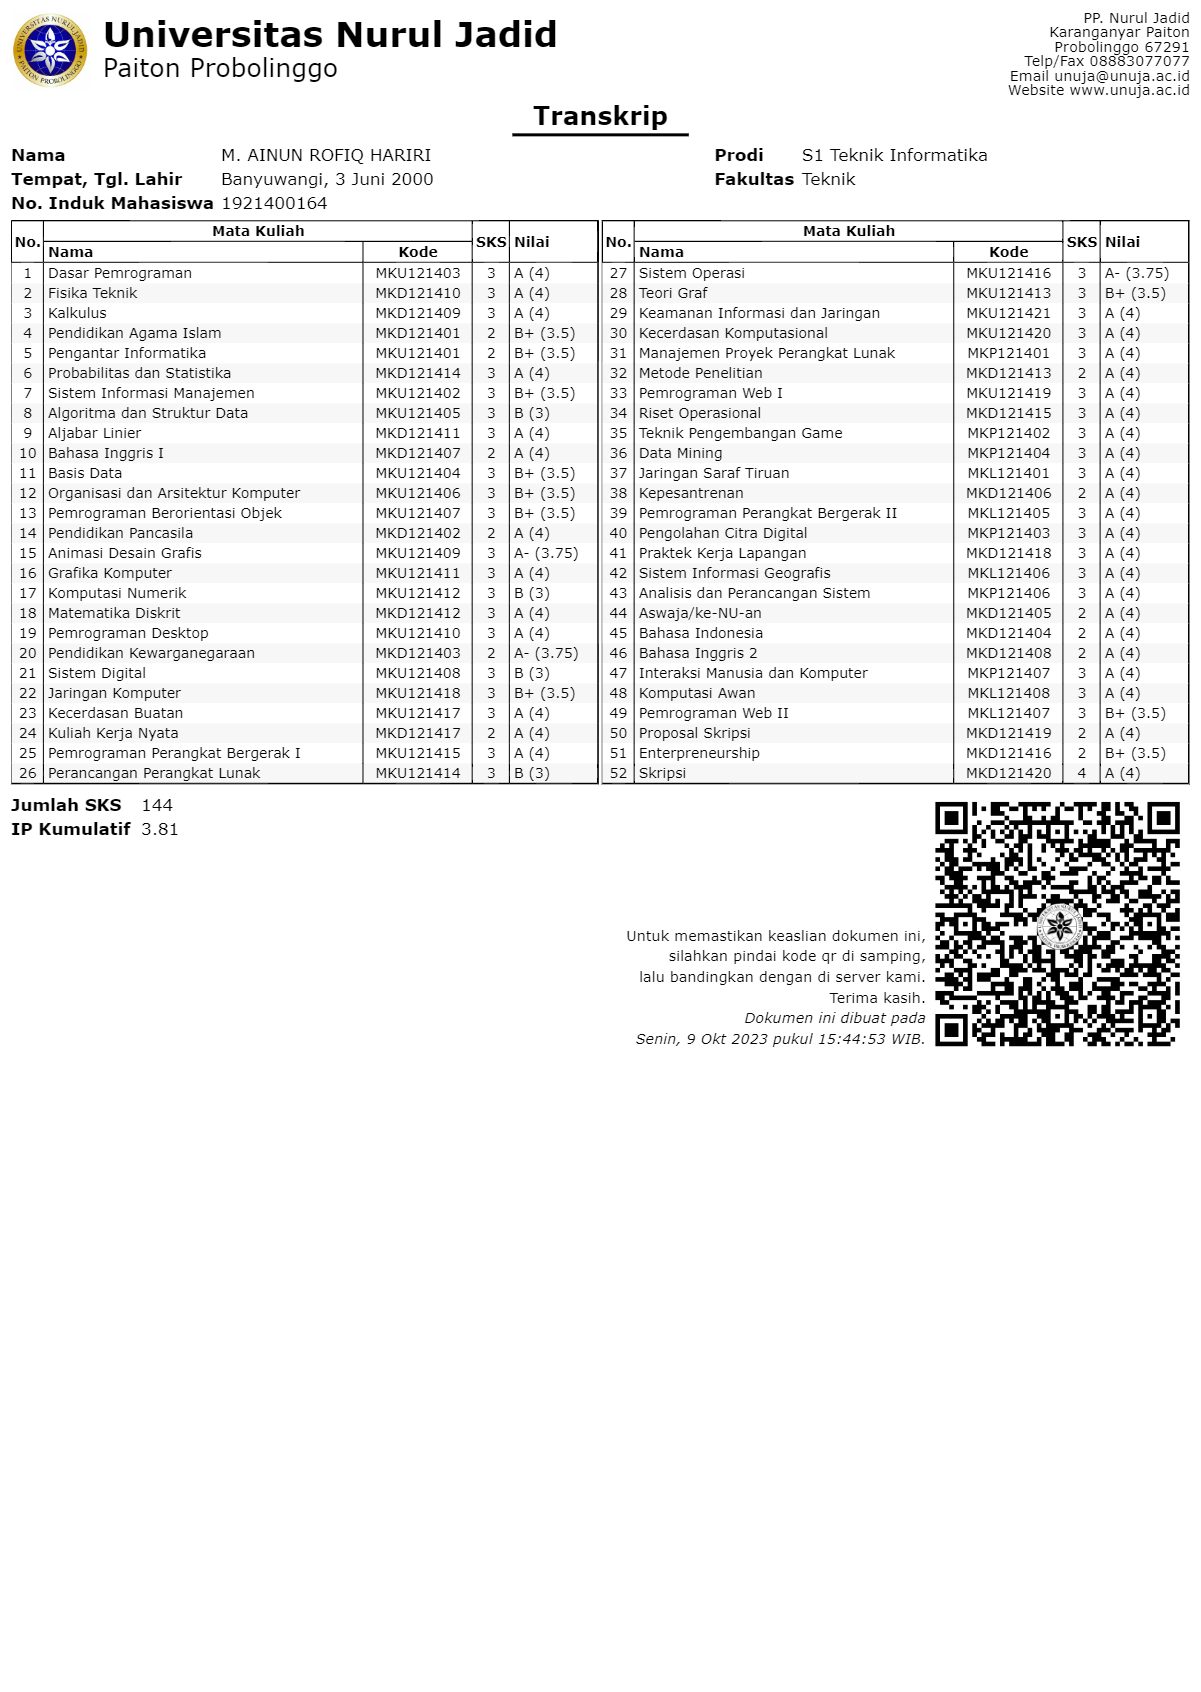 Universitas Nurul Jadid
Paiton Probolinggo
PP. Nurul Jadid
Karanganyar Paiton
Probolinggo 67291
Telp/Fax 08883077077
Email unuja@unuja.ac.id
Website www.unuja.ac.id
Transkrip
Nama M. AINUN ROFIQ HARIRI
Tempat, Tgl. Lahir Banyuwangi, 3 Juni 2000
No. Induk Mahasiswa 1921400164
Prodi S1 Teknik Informatika
Fakultas Teknik
No. Mata Kuliah SKS Nilai
Nama Kode
1 Dasar Pemrograman MKU121403 3 A (4)
2 Fisika Teknik MKD121410 3 A (4)
3 Kalkulus MKD121409 3 A (4)
4 Pendidikan Agama Islam MKD121401 2 B+ (3.5)
5 Pengantar Informatika MKU121401 2 B+ (3.5)
6 Probabilitas dan Statistika MKD121414 3 A (4)
7 Sistem Informasi Manajemen MKU121402 3 B+ (3.5)
8 Algoritma dan Struktur Data MKU121405 3 B (3)
9 Aljabar Linier MKD121411 3 A (4)
10 Bahasa Inggris I MKD121407 2 A (4)
11 Basis Data MKU121404 3 B+ (3.5)
12 Organisasi dan Arsitektur Komputer MKU121406 3 B+ (3.5)
13 Pemrograman Berorientasi Objek MKU121407 3 B+ (3.5)
14 Pendidikan Pancasila MKD121402 2 A (4)
15 Animasi Desain Grafis MKU121409 3 A- (3.75)
16 Grafika Komputer MKU121411 3 A (4)
17 Komputasi Numerik MKU121412 3 B (3)
18 Matematika Diskrit MKD121412 3 A (4)
19 Pemrograman Desktop MKU121410 3 A (4)
20 Pendidikan Kewarganegaraan MKD121403 2 A- (3.75)
21 Sistem Digital MKU121408 3 B (3)
22 Jaringan Komputer MKU121418 3 B+ (3.5)
23 Kecerdasan Buatan MKU121417 3 A (4)
24 Kuliah Kerja Nyata MKD121417 2 A (4)
25 Pemrograman Perangkat Bergerak I MKU121415 3 A (4)
26 Perancangan Perangkat Lunak MKU121414 3 B (3)
No. Mata Kuliah SKS Nilai
Nama Kode
27 Sistem Operasi MKU121416 3 A- (3.75)
28 Teori Graf MKU121413 3 B+ (3.5)
29 Keamanan Informasi dan Jaringan MKU121421 3 A (4)
30 Kecerdasan Komputasional MKU121420 3 A (4)
31 Manajemen Proyek Perangkat Lunak MKP121401 3 A (4)
32 Metode Penelitian MKD121413 2 A (4)
33 Pemrograman Web I MKU121419 3 A (4)
34 Riset Operasional MKD121415 3 A (4)
35 Teknik Pengembangan Game MKP121402 3 A (4)
36 Data Mining MKP121404 3 A (4)
37 Jaringan Saraf Tiruan MKL121401 3 A (4)
38 Kepesantrenan MKD121406 2 A (4)
39 Pemrograman Perangkat Bergerak II MKL121405 3 A (4)
40 Pengolahan Citra Digital MKP121403 3 A (4)
41 Praktek Kerja Lapangan MKD121418 3 A (4)
42 Sistem Informasi Geografis MKL121406 3 A (4)
43 Analisis dan Perancangan Sistem MKP121406 3 A (4)
44 Aswaja/ke-NU-an MKD121405 2 A (4)
45 Bahasa Indonesia MKD121404 2 A (4)
46 Bahasa Inggris 2 MKD121408 2 A (4)
47 Interaksi Manusia dan Komputer MKP121407 3 A (4)
48 Komputasi Awan MKL121408 3 A (4)
49 Pemrograman Web II MKL121407 3 B+ (3.5)
50 Proposal Skripsi MKD121419 2 A (4)
51 Enterpreneurship MKD121416 2 B+ (3.5)
52 Skripsi MKD121420 4 A (4)
Jumlah SKS 144
IP Kumulatif 3.81
Untuk memastikan keaslian dokumen ini,
silahkan pindai kode qr di samping,
lalu bandingkan dengan di server kami.
Terima kasih.
Dokumen ini dibuat pada
Senin, 9 Okt 2023 pukul 15:44:53 WIB.